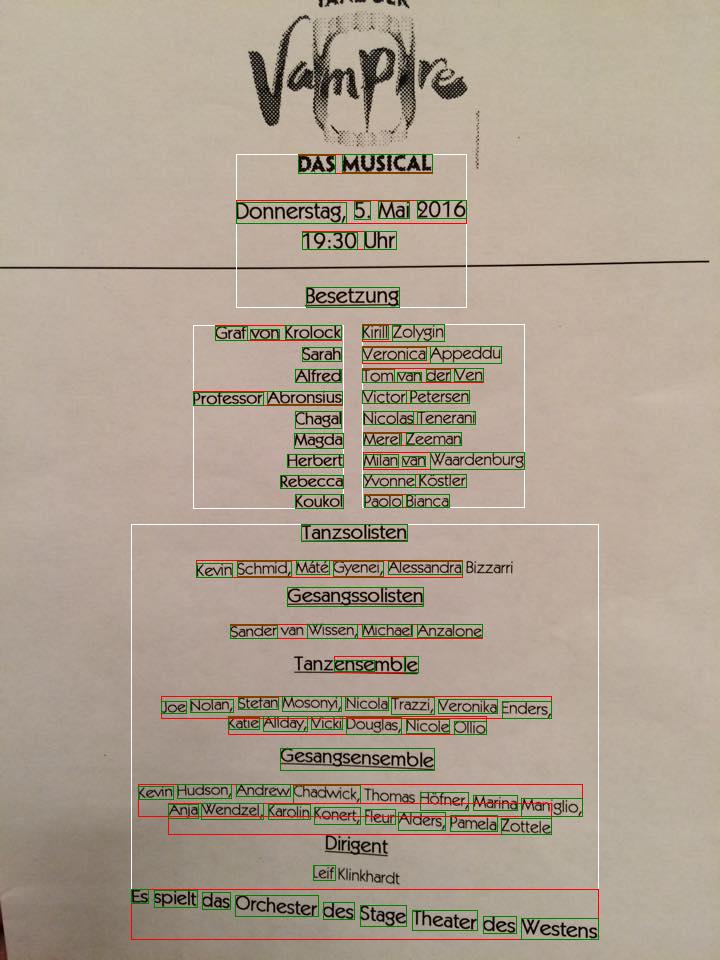 TANZ DER
Vampire
DAS MUSICAL
Donnerstag, 5. Mai 2016
19:30 Uhr
Besetzung
Graf von Krolock Kirill Zolygin
Sarah Veronica Appeddu
Alfred Tom van der Ven
Professor Abronsius Victor Petersen
Chagal Nicolas Tenerani
Magda Merel Zeeman
Herbert Milan van Waardenburg
Rebecca Yvonne Köstler
Koukol Paolo Bianca
Tanzsolisten
Kevin Schmid, Máté Gyenei, Alessandra Bizzarri
Gesangssolisten
Sander van Wissen, Michael Anzalone
Tanzensemble
Joe Nolan, Stefan Mosonyi, Nicola Trazzi, Veronika Enders,
Katie Allday, Vicki Douglas, Nicole Ollio
Gesangsensemble
Kevin Hudson, Andrew Chadwick, Thomas Höfner, Marina Maniglio,
Anja Wendzel, Karolin Konert, Fleur Alders, Pamela Zottele
Dirigent
Leif Klinkhardt
Es spielt das Orchester des Stage Theater des Westens